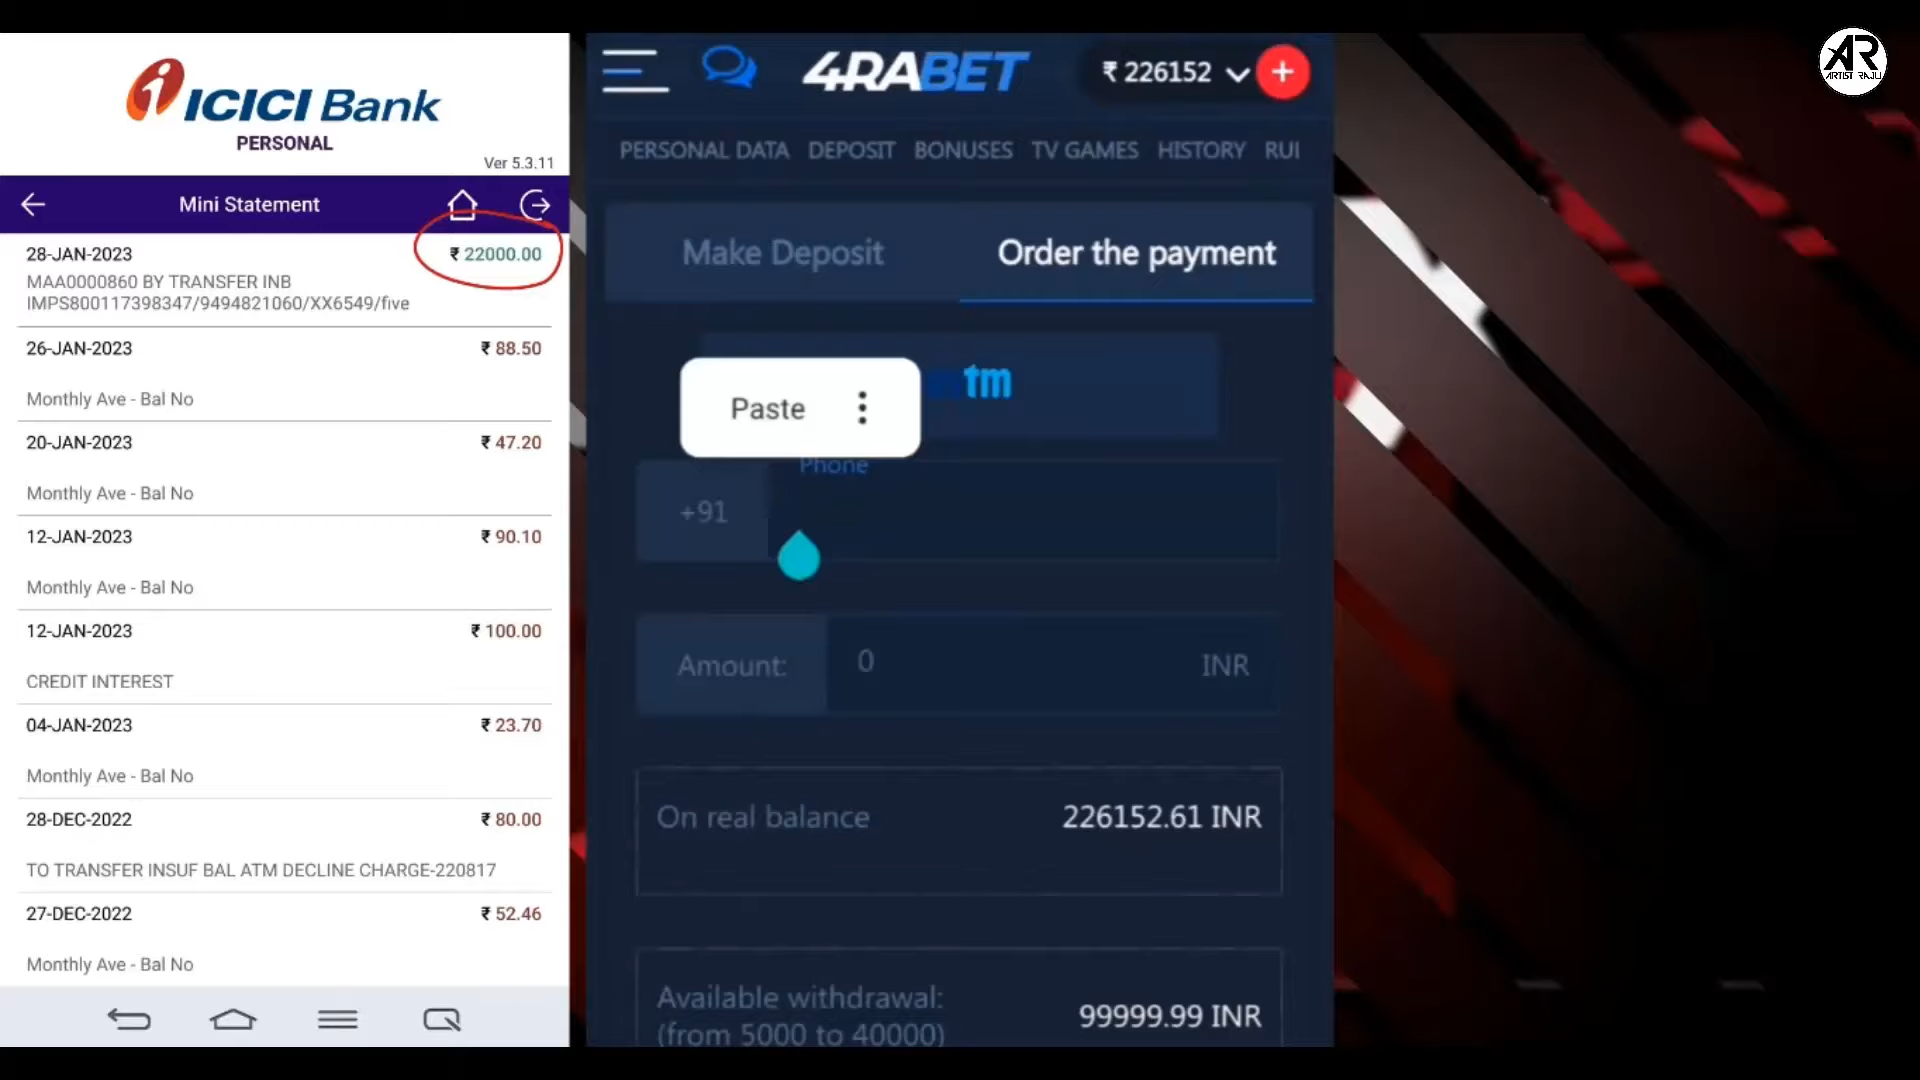 ICICI Bank
PERSONAL
Ver 5.3.11
Mini Statement
28-JAN-2023 ₹ 22000.00
MAA0000860 BY TRANSFER INB
IMPS800117398347/9494821060/XX6549/five
26-JAN-2023 ₹ 88.50
Monthly Ave - Bal No
20-JAN-2023 ₹ 47.20
Monthly Ave - Bal No
12-JAN-2023 ₹ 90.10
Monthly Ave - Bal No
12-JAN-2023 ₹ 100.00
CREDIT INTEREST
04-JAN-2023 ₹ 23.70
Monthly Ave - Bal No
28-DEC-2022 ₹ 80.00
TO TRANSFER INSUF BAL ATM DECLINE CHARGE-220817
27-DEC-2022 ₹ 52.46
Monthly Ave - Bal No
4RABET ₹ 226152
PERSONAL DATA DEPOSIT BONUSES TV GAMES HISTORY RUI
Make Deposit Order the payment
Paste tm
Phone
+91
Amount: 0 INR
On real balance 226152.61 INR
Available withdrawal: 99999.99 INR
(from 5000 to 40000)
AR
ARTIST RAJU